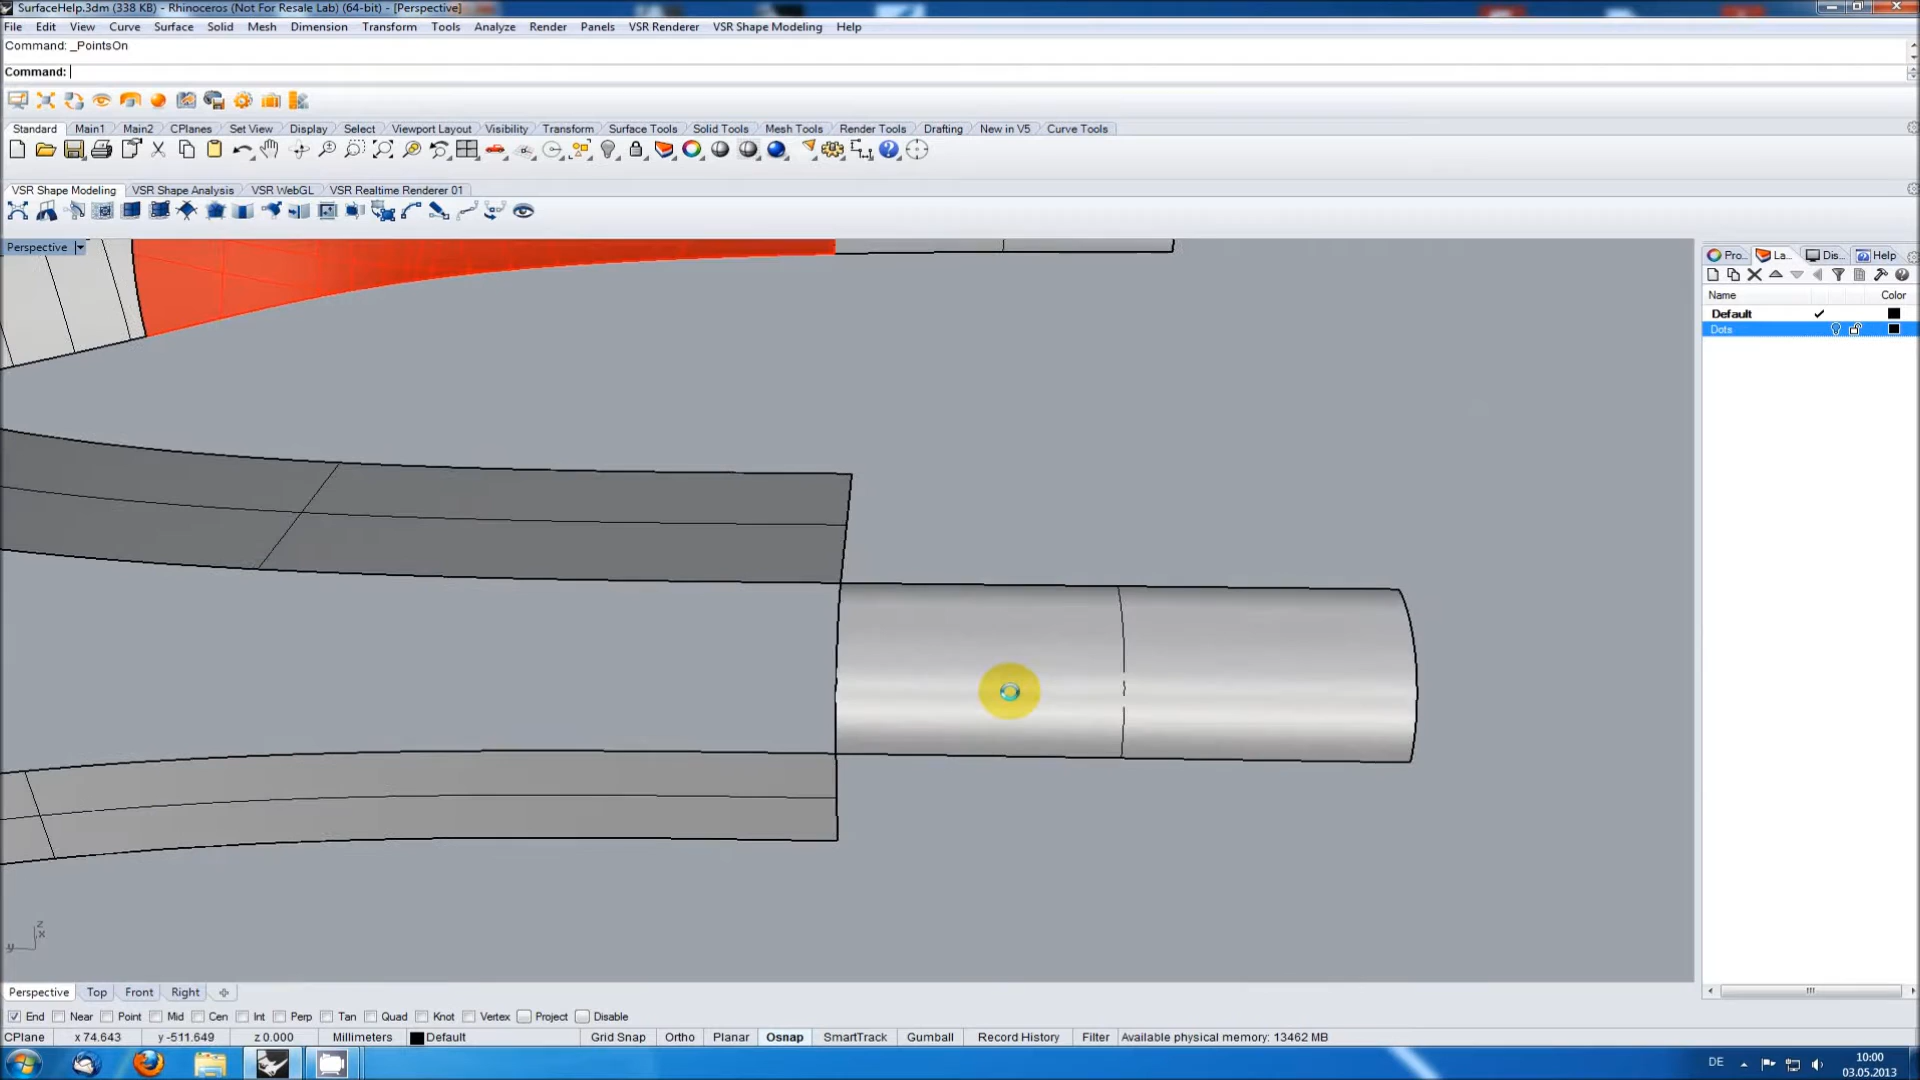 SurfaceHelp.3dm (338 KB) - Rhinoceros (Not For Resale Lab) (64-bit) - [Perspective]
File Edit View Curve Surface Solid Mesh Dimension Transform Tools Analyze Render Panels VSR Renderer VSR Shape Modeling Help
Command: _PointsOn
Command:
Standard Main1 Main2 CPlanes Set View Display Select Viewport Layout Visibility Transform Surface Tools Solid Tools Mesh Tools Render Tools Drafting New in V5 Curve Tools
VSR Shape Modeling VSR Shape Analysis VSR WebGL VSR Realtime Renderer 01
Perspective
Pro... La... Dis... Help
Name Color
Default
Dots
z
x
y
Perspective Top Front Right
End Near Point Mid Cen Int Perp Tan Quad Knot Vertex Project Disable
CPlane x 74.643 y -511.649 z 0.000 Millimeters Default Grid Snap Ortho Planar Osnap SmartTrack Gumball Record History Filter Available physical memory: 13462 MB
DE 10:00
03.05.2013